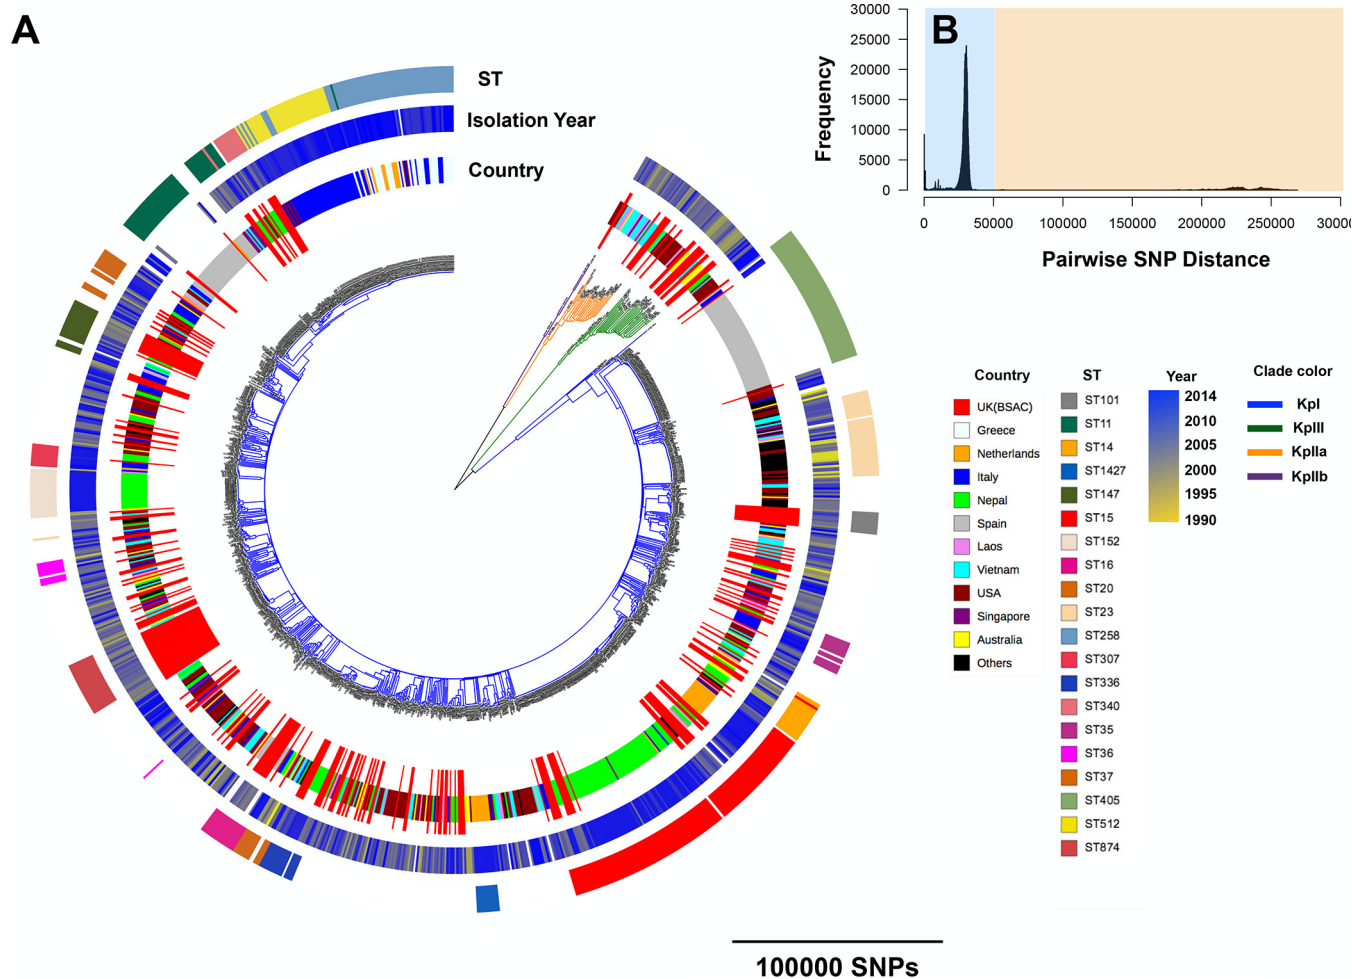 A
ST
Isolation Year
Country
B
Frequency
30000
25000
20000
15000
10000
5000
0
0
50000
100000
150000
200000
250000
30000
Pairwise SNP Distance
Country
UK(BSAC)
Greece
Netherlands
Italy
Nepal
Spain
Laos
Vietnam
USA
Singapore
Australia
Others
ST
ST101
ST11
ST14
ST1427
ST147
ST15
ST152
ST16
ST20
ST23
ST258
ST307
ST336
ST340
ST35
ST36
ST37
ST405
ST512
ST874
Year
2014
2010
2005
2000
1995
1990
Clade color
KpI
KpIII
KpIIa
KpIIb
100000 SNPs